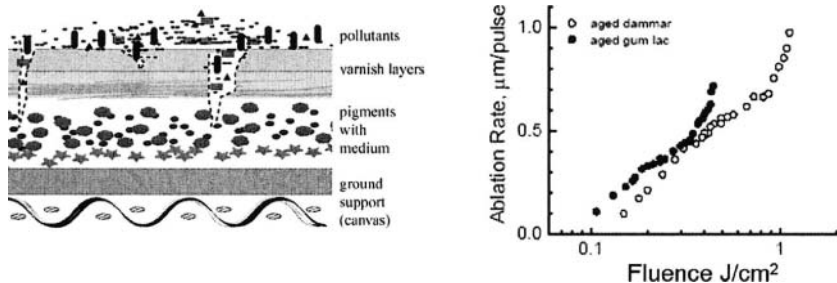 pollutants
varnish layers
pigments
with
medium
ground
support
(canvas)
aged dammar
aged gum lac
Ablation Rate, μm/pulse
1.0
0.5
0.0
0.1
1
Fluence J/cm²